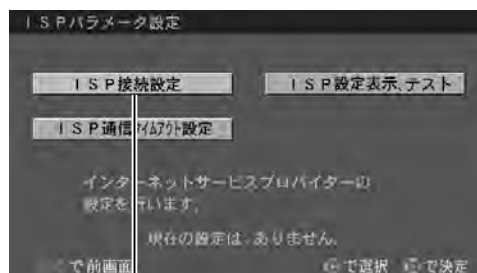 ISPパラメータ設定
ISP接続設定
ISP設定表示、テスト
ISP通信タイムアウト設定
インターネットサービスプロバイダーの
設定を行います。
現在の設定は、ありません。
で前画面
で選択 で決定